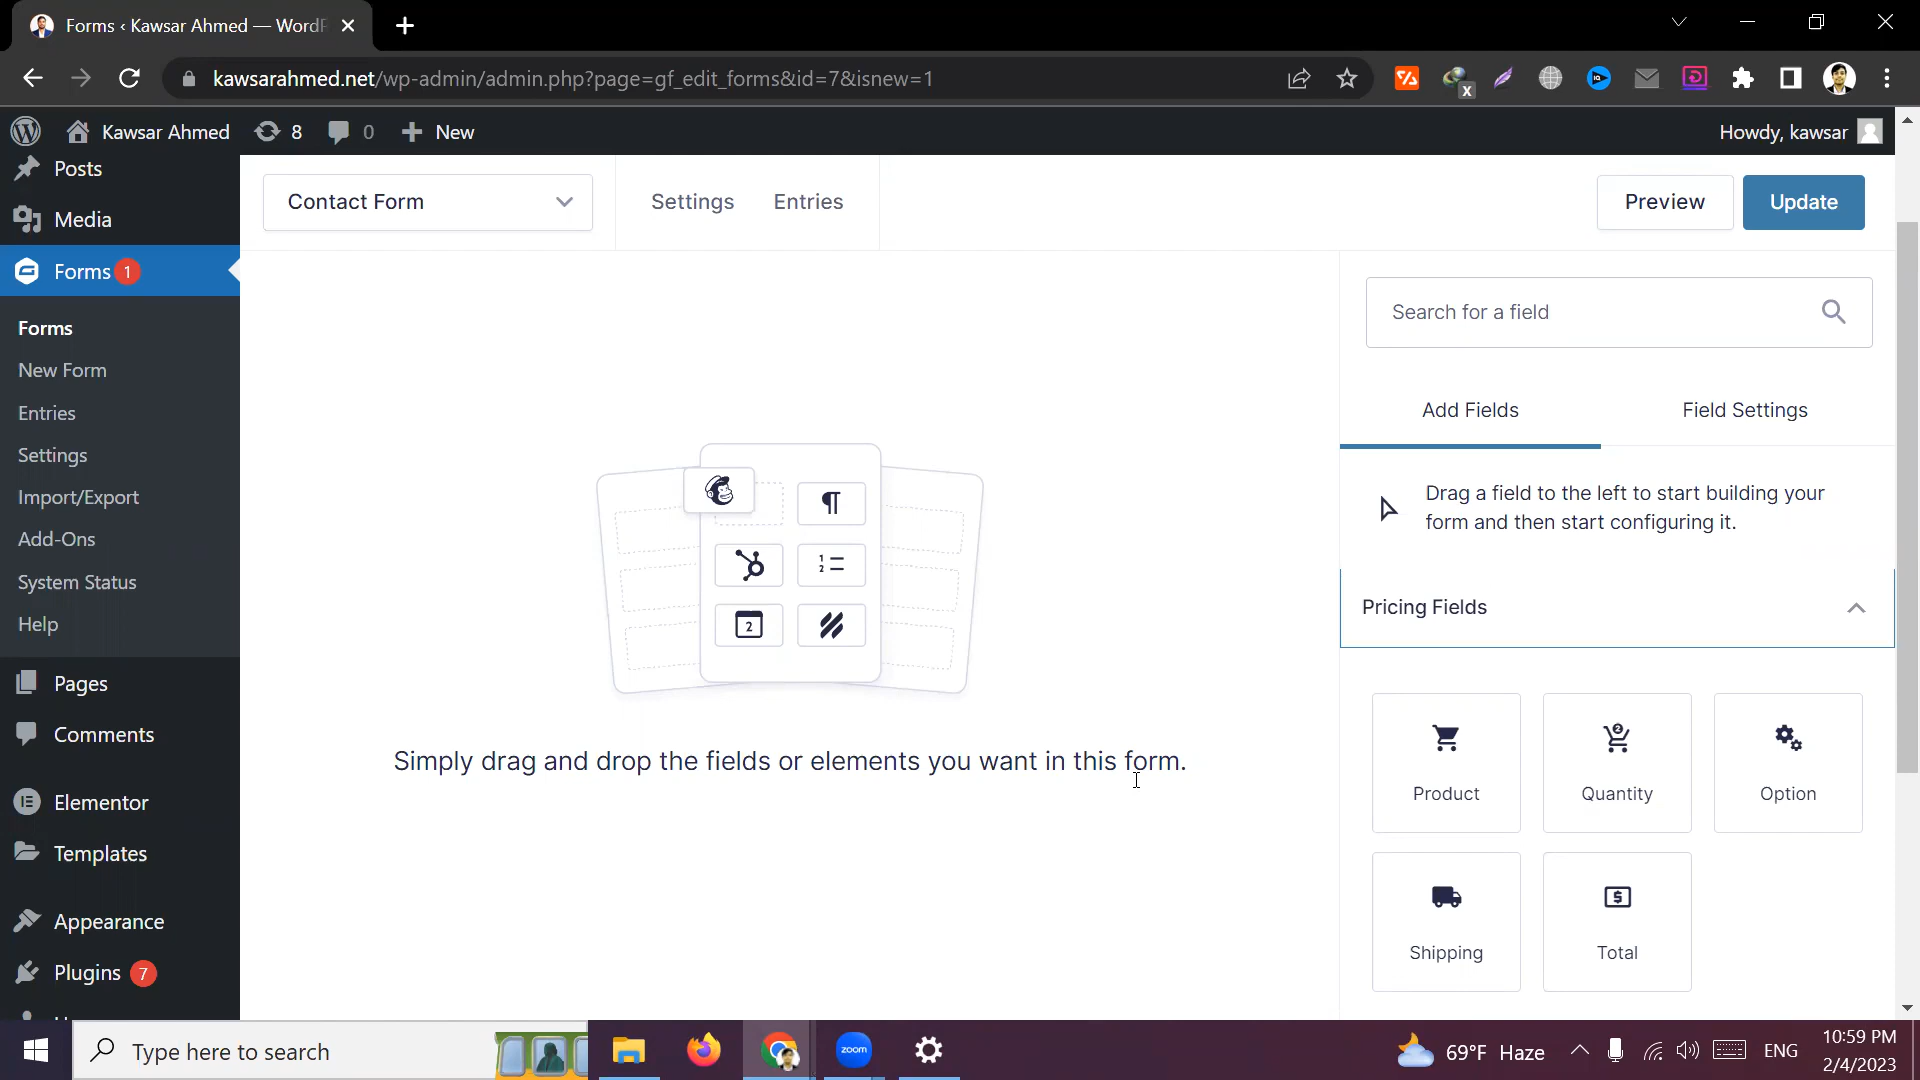 Forms ‹ Kawsar Ahmed — WordP
kawsarahmed.net/wp-admin/admin.php?page=gf_edit_forms&id=7&isnew=1
Kawsar Ahmed
8
0
New
Howdy, kawsar
Posts
Media
Forms 1
Forms
New Form
Entries
Settings
Import/Export
Add-Ons
System Status
Help
Pages
Comments
Elementor
Templates
Appearance
Plugins 7
Contact Form
Settings
Entries
Preview
Update
Simply drag and drop the fields or elements you want in this form.
Search for a field
Add Fields
Field Settings
Drag a field to the left to start building your
form and then start configuring it.
Pricing Fields
Product
Quantity
Option
Shipping
Total
Type here to search
zoom
69°F Haze
ENG
10:59 PM
2/4/2023